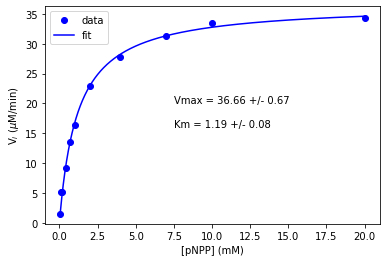 data
fit
Vmax = 36.66 +/- 0.67
Km = 1.19 +/- 0.08
V_i (μM/min)
0
5
10
15
20
25
30
35
0.0
2.5
5.0
7.5
10.0
12.5
15.0
17.5
20.0
[pNPP] (mM)